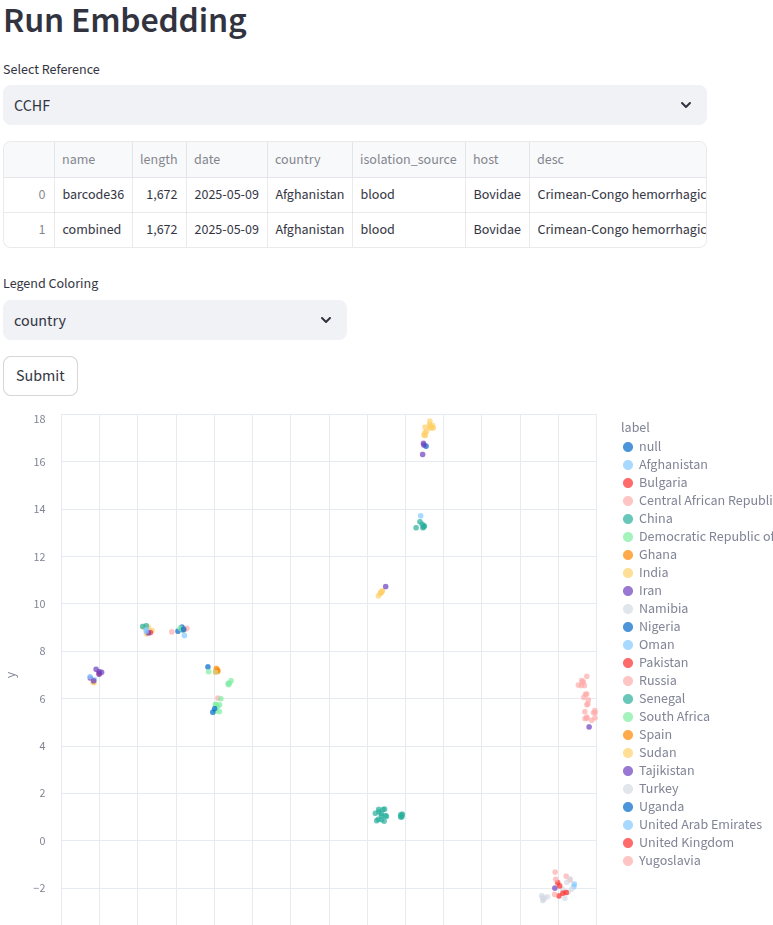 Run Embedding
Select Reference
CCHF
name length date country isolation_source host desc
0 barcode36 1,672 2025-05-09 Afghanistan blood Bovidae Crimean-Congo hemorrhagic
1 combined 1,672 2025-05-09 Afghanistan blood Bovidae Crimean-Congo hemorrhagic
Legend Coloring
country
Submit
18
16
14
12
10
8
6
4
2
0
−2
y
label
null
Afghanistan
Bulgaria
Central African Republi
China
Democratic Republic of
Ghana
India
Iran
Namibia
Nigeria
Oman
Pakistan
Russia
Senegal
South Africa
Spain
Sudan
Tajikistan
Turkey
Uganda
United Arab Emirates
United Kingdom
Yugoslavia